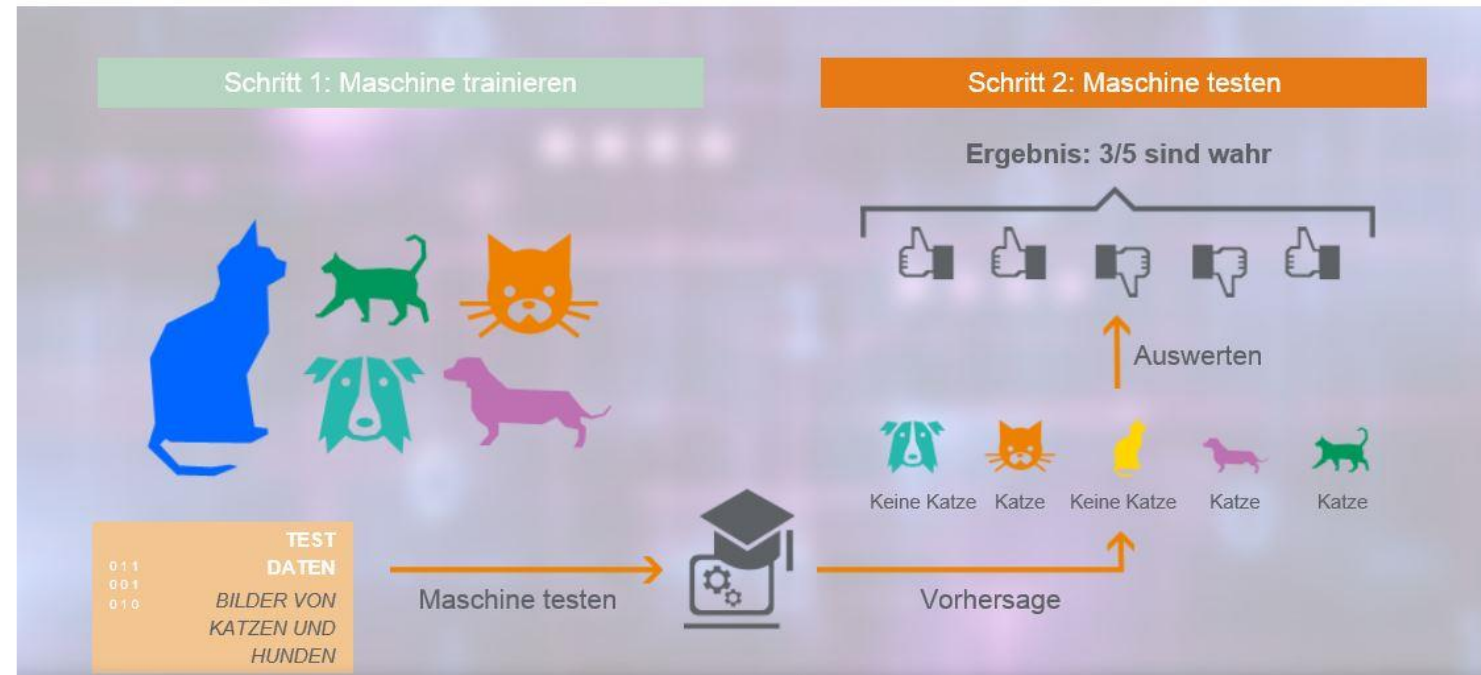 Schritt 1: Maschine trainieren
Schritt 2: Maschine testen
Ergebnis: 3/5 sind wahr
Auswerten
Keine Katze
Katze
Keine Katze
Katze
Katze
TEST
DATEN
011
001
010
BILDER VON
KATZEN UND
HUNDEN
Maschine testen
Vorhersage